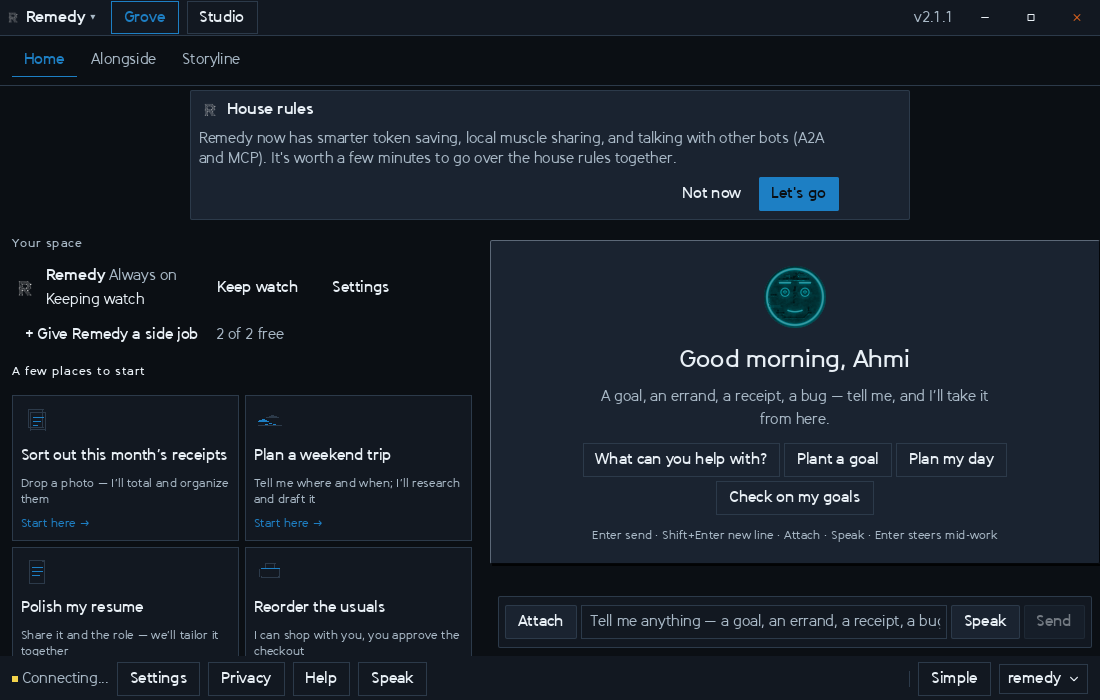 Remedy ▾ Grove Studio v2.1.1
Home Alongside Storyline
House rules
Remedy now has smarter token saving, local muscle sharing, and talking with other bots (A2A
and MCP). It's worth a few minutes to go over the house rules together.
Not now Let's go
Your space
Remedy Always on
Keeping watch
Keep watch Settings
+ Give Remedy a side job 2 of 2 free
A few places to start
Sort out this month's receipts
Drop a photo — I'll total and organize
them
Start here →
Plan a weekend trip
Tell me where and when; I'll research
and draft it
Start here →
Polish my resume
Share it and the role — we'll tailor it
together
Reorder the usuals
I can shop with you, you approve the
checkout
Good morning, Ahmi
A goal, an errand, a receipt, a bug — tell me, and I'll take it
from here.
What can you help with? Plant a goal Plan my day
Check on my goals
Enter send · Shift+Enter new line · Attach · Speak · Enter steers mid-work
Attach Tell me anything — a goal, an errand, a receipt, a bug Speak Send
Connecting... Settings Privacy Help Speak Simple remedy